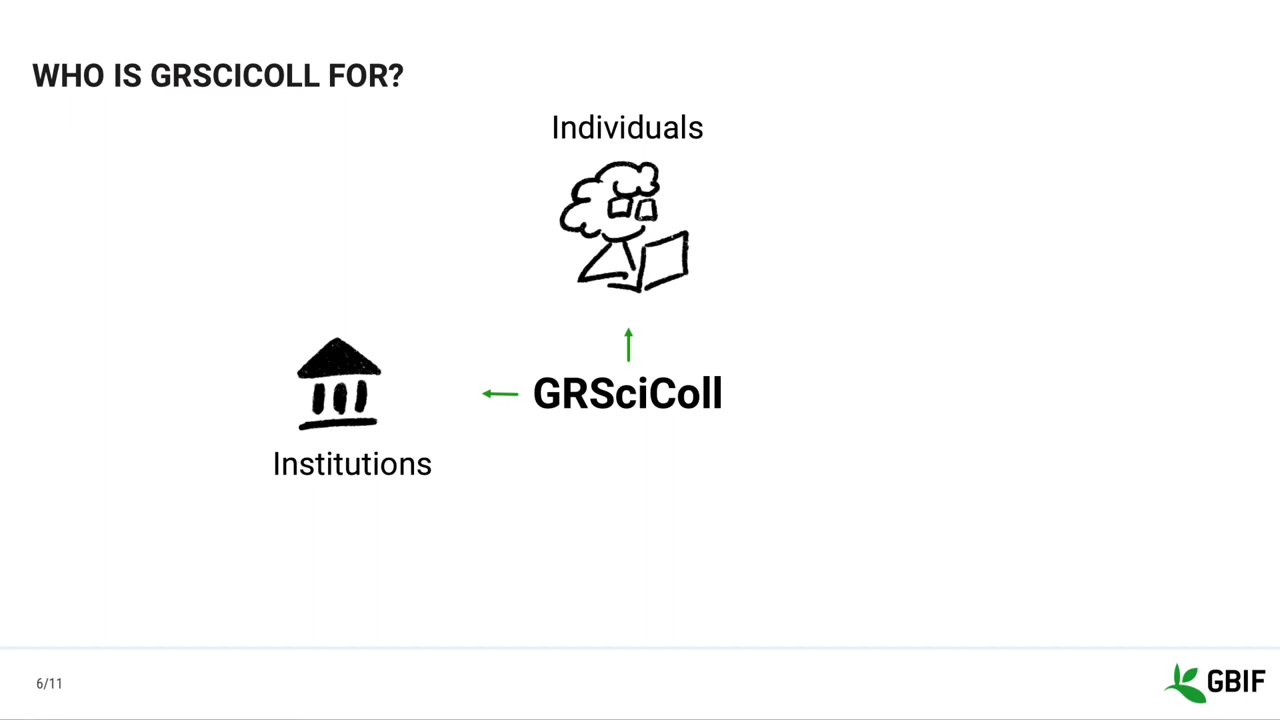 WHO IS GRSCICOLL FOR?
Individuals
GRSciColl
Institutions
6/11
GBIF